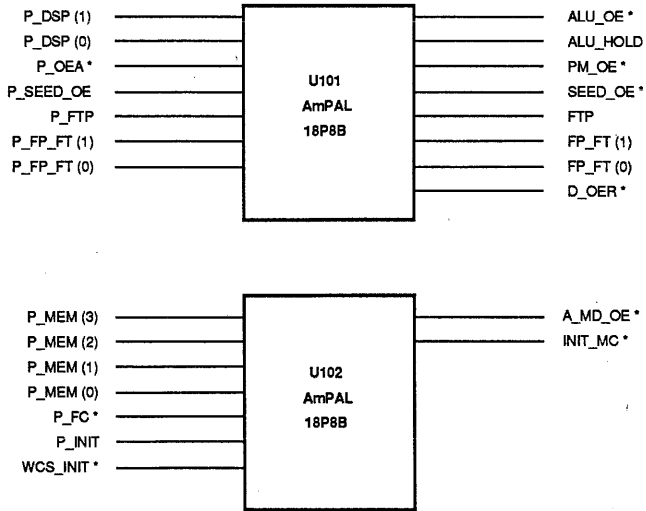 P_DSP (1)
P_DSP (0)
P_OEA *
P_SEED_OE
P_FTP
P_FP_FT (1)
P_FP_FT (0)
U101
AmPAL
18P8B
ALU_OE *
ALU_HOLD
PM_OE *
SEED_OE *
FTP
FP_FT (1)
FP_FT (0)
D_OER *
P_MEM (3)
P_MEM (2)
P_MEM (1)
P_MEM (0)
P_FC *
P_INIT
WCS_INIT *
U102
AmPAL
18P8B
A_MD_OE *
INIT_MC *